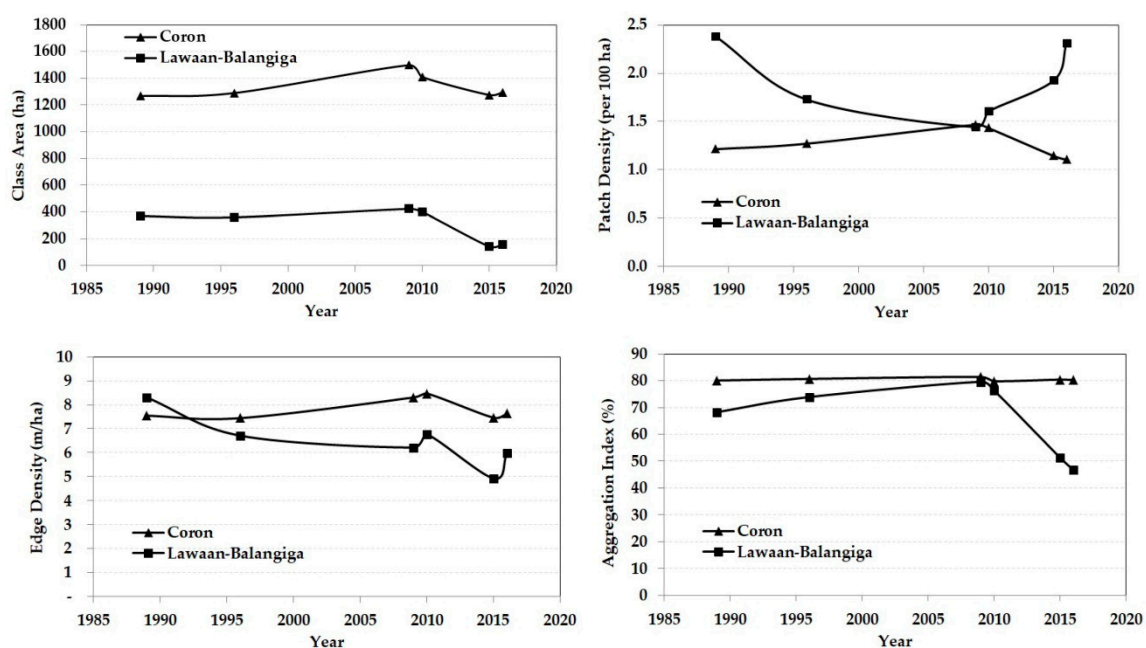 1800
1600
1400
1200
1000
800
600
400
200
0
Class Area (ha)
Coron
Lawaan-Balangiga
1985 1990 1995 2000 2005 2010 2015 2020
Year
2.5
2.0
1.5
1.0
0.5
0.0
Patch Density (per 100 ha)
Coron
Lawaan-Balangiga
1985 1990 1995 2000 2005 2010 2015 2020
Year
10
9
8
7
6
5
4
3
2
1
-
Edge Density (m/ha)
Coron
Lawaan-Balangiga
1985 1990 1995 2000 2005 2010 2015 2020
Year
90
80
70
60
50
40
30
20
10
0
Aggregation Index (%)
Coron
Lawaan-Balangiga
1985 1990 1995 2000 2005 2010 2015 2020
Year